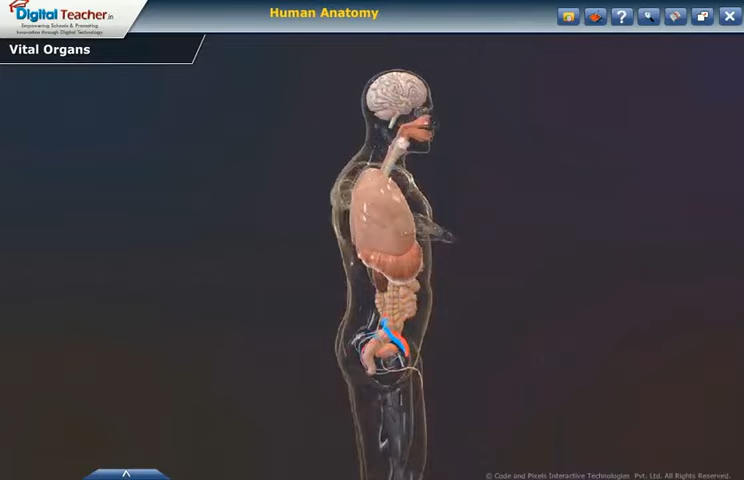 Digital Teacher.in
Empowering Schools & Promoting
Innovation through Digital Technology
Human Anatomy
?
Vital Organs
© Code and Pixels Interactive Technologies Pvt. Ltd. All Rights Reserved.